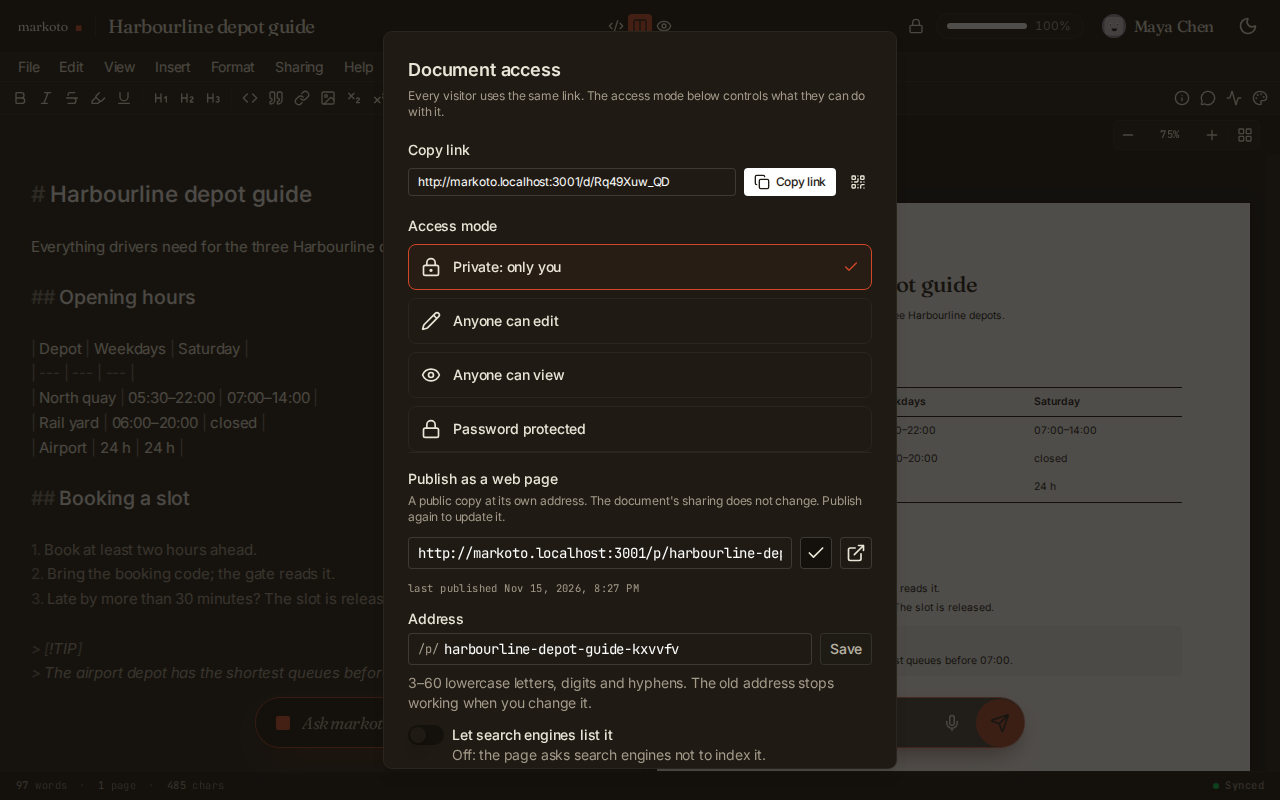 markoto
Harbourline depot guide
100%
Maya Chen
File Edit View Insert Format Sharing Help
H1 H2 H3
75%
# Harbourline depot guide
Everything drivers need for the three Harbourline
## Opening hours
| Depot | Weekdays | Saturday |
| --- | --- | --- |
| North quay | 05:30–22:00 | 07:00–14:00 |
| Rail yard | 06:00–20:00 | closed |
| Airport | 24 h | 24 h |
## Booking a slot
1. Book at least two hours ahead.
2. Bring the booking code; the gate reads it.
3. Late by more than 30 minutes? The slot is releas
> [!TIP]
> The airport depot has the shortest queues befor
Ask markot
Document access
Every visitor uses the same link. The access mode below controls what they can do
with it.
Copy link
http://markoto.localhost:3001/d/Rq49Xuw_QD
Copy link
Access mode
Private: only you
Anyone can edit
Anyone can view
Password protected
Publish as a web page
A public copy at its own address. The document's sharing does not change. Publish
again to update it.
http://markoto.localhost:3001/p/harbourline-dep
last published Nov 15, 2026, 8:27 PM
Address
/p/ harbourline-depot-guide-kxvvfv
Save
3–60 lowercase letters, digits and hyphens. The old address stops
working when you change it.
Let search engines list it
Off: the page asks search engines not to index it.
ot guide
ee Harbourline depots.
kdays Saturday
0–22:00 07:00–14:00
0–20:00 closed
24 h
reads it.
The slot is released.
st queues before 07:00.
97 words · 1 page · 485 chars
Synced